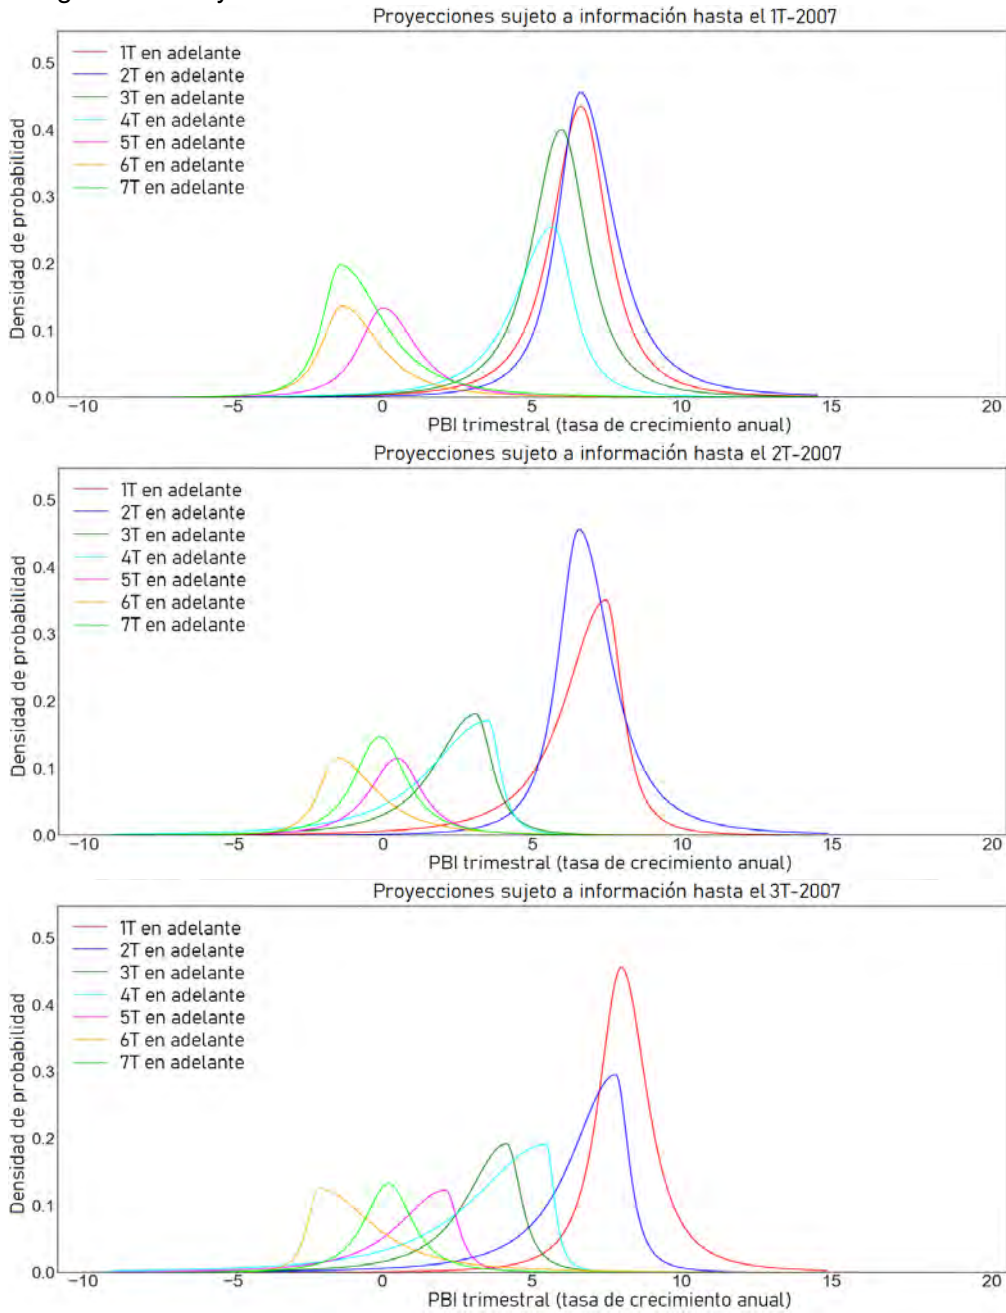 Proyecciones sujeto a información hasta el 1T-2007
Densidad de probabilidad
0.5
0.4
0.3
0.2
0.1
0.0
1T en adelante
2T en adelante
3T en adelante
4T en adelante
5T en adelante
6T en adelante
7T en adelante
−10 −5 0 5 10 15 20
PBI trimestral (tasa de crecimiento anual)
Proyecciones sujeto a información hasta el 2T-2007
Densidad de probabilidad
0.5
0.4
0.3
0.2
0.1
0.0
1T en adelante
2T en adelante
3T en adelante
4T en adelante
5T en adelante
6T en adelante
7T en adelante
−10 −5 0 5 10 15 20
PBI trimestral (tasa de crecimiento anual)
Proyecciones sujeto a información hasta el 3T-2007
Densidad de probabilidad
0.5
0.4
0.3
0.2
0.1
0.0
1T en adelante
2T en adelante
3T en adelante
4T en adelante
5T en adelante
6T en adelante
7T en adelante
−10 −5 0 5 10 15 20
PBI trimestral (tasa de crecimiento anual)